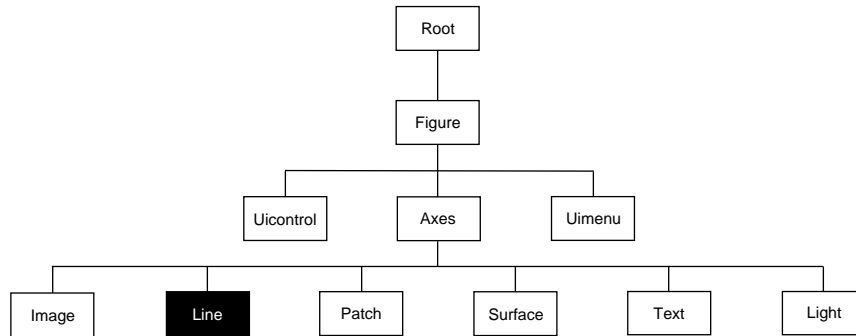 Root
Figure
Uicontrol Axes Uimenu
Image Line Patch Surface Text Light